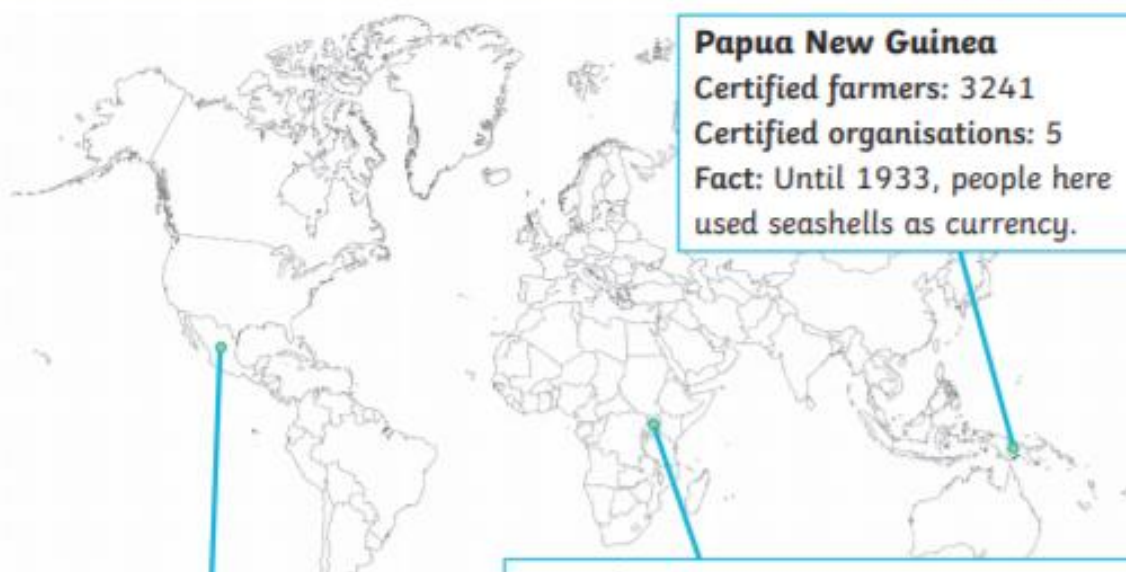 Papua New Guinea
Certified farmers: 3241
Certified organisations: 5
Fact: Until 1933, people here
used seashells as currency.